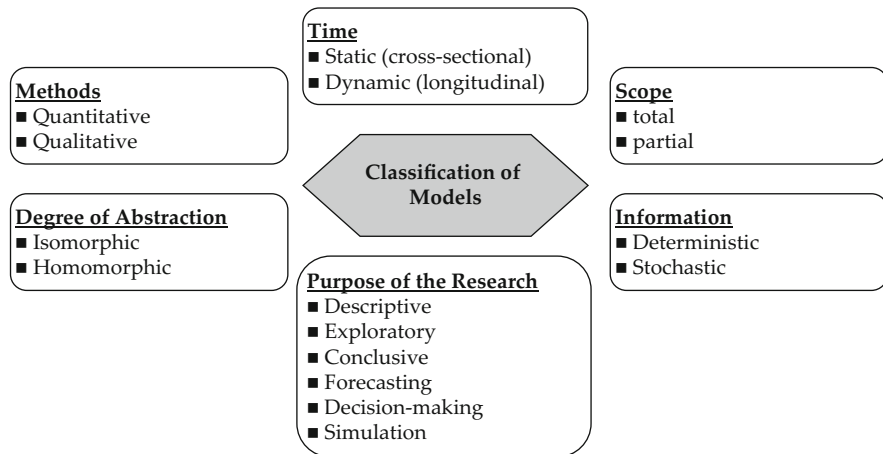 Time
■ Static (cross-sectional)
■ Dynamic (longitudinal)
Methods
■ Quantitative
■ Qualitative
Scope
■ total
■ partial
Classification of
Models
Degree of Abstraction
■ Isomorphic
■ Homomorphic
Information
■ Deterministic
■ Stochastic
Purpose of the Research
■ Descriptive
■ Exploratory
■ Conclusive
■ Forecasting
■ Decision-making
■ Simulation